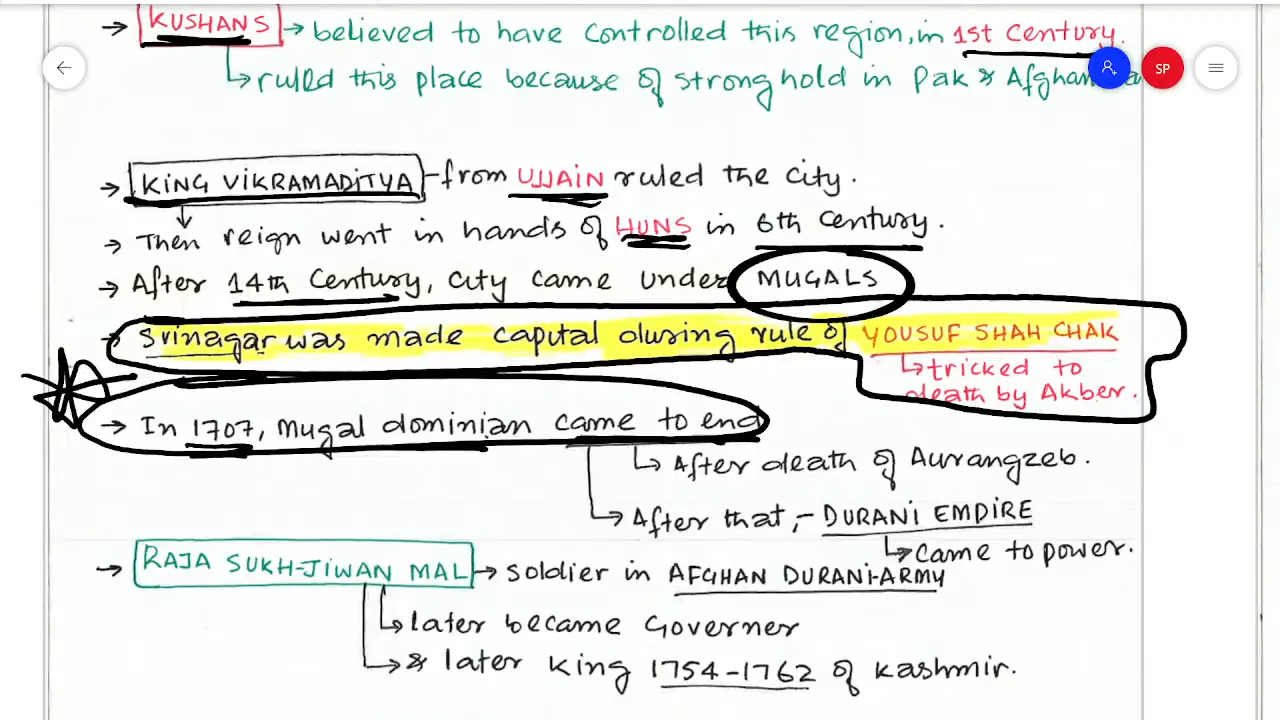 → KUSHANS → believed to have controlled this region, in 1st Century.
↳ ruled this place because of strong hold in Pak & Afghan
SP
→ KING VIKRAMADITYA - from UJJAIN ruled the city.
→ Then reign went in hands of HUNS in 6th Century.
→ After 14th Century, City came under MUGALS
→ Srinagar was made capital during rule of YOUSUF SHAH CHAK
↳ tricked to
death by Akber.
→ In 1707, Mugal dominian came to end
↳ After death of Aurangzeb.
↳ After that, - DURANI EMPIRE
↳ came to power.
→ RAJA SUKH-JIWAN MAL → soldier in AFGHAN DURANI-ARMY
↳ later became Governer
↳ & later king 1754-1762 of Kashmir.